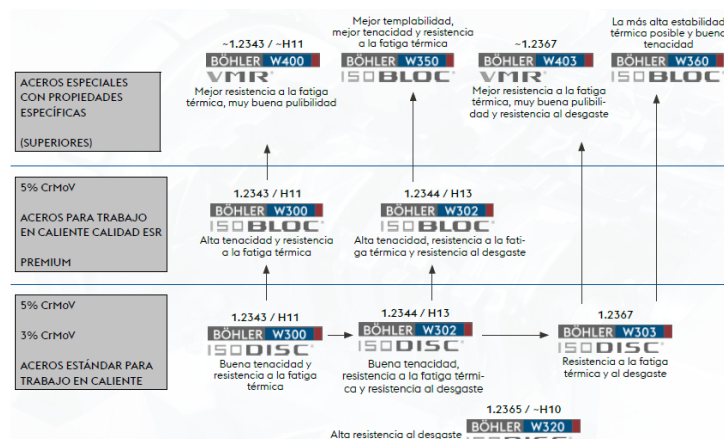 ~1.2343 / ~H11
BÖHLER W400
VMR®
Mejor resistencia a la fatiga
térmica, muy buena pulibilidad
Mejor templabilidad,
mejor tenacidad y resistencia
a la fatiga térmica
BÖHLER W350
ISOBLOC®
~1.2367
BÖHLER W403
VMR®
Mejor resistencia a la fatiga
térmica, muy buena pulibili-
dad y resistencia al desgaste
La más alta estabilidad
térmica posible y buena
tenacidad
BÖHLER W360
ISOBLOC®
ACEROS ESPECIALES
CON PROPIEDADES
ESPECÍFICAS
(SUPERIORES)
5% CrMoV
ACEROS PARA TRABAJO
EN CALIENTE CALIDAD ESR
PREMIUM
1.2343 / H11
BÖHLER W300
ISOBLOC®
Alta tenacidad y resistencia
a la fatiga térmica
1.2344 / H13
BÖHLER W302
ISOBLOC®
Alta tenacidad, resistencia a la fati-
ga térmica y resistencia al desgaste
5% CrMoV
3% CrMoV
ACEROS ESTÁNDAR PARA
TRABAJO EN CALIENTE
1.2343 / H11
BÖHLER W300
ISODISC®
Buena tenacidad y
resistencia a la fatiga
térmica
1.2344 / H13
BÖHLER W302
ISODISC®
Buena tenacidad,
resistencia a la fatiga térmi-
ca y resistencia al desgaste
1.2367
BÖHLER W303
ISODISC®
Resistencia a la fatiga
térmica y al desgaste
1.2365 / ~H10
Alta resistencia al desgaste
BÖHLER W320